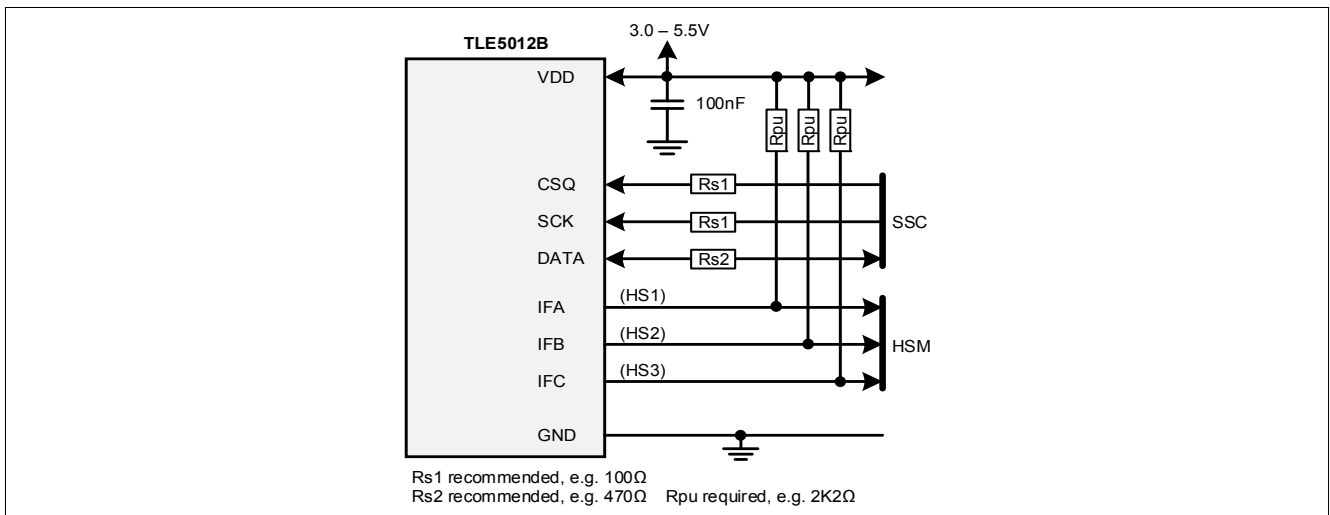 3.0 – 5.5V
TLE5012B
VDD
100nF
Rpu
Rpu
Rpu
CSQ
Rs1
SCK
Rs1
SSC
DATA
Rs2
IFA
(HS1)
IFB
(HS2)
HSM
IFC
(HS3)
GND
Rs1 recommended, e.g. 100Ω
Rs2 recommended, e.g. 470Ω Rpu required, e.g. 2K2Ω